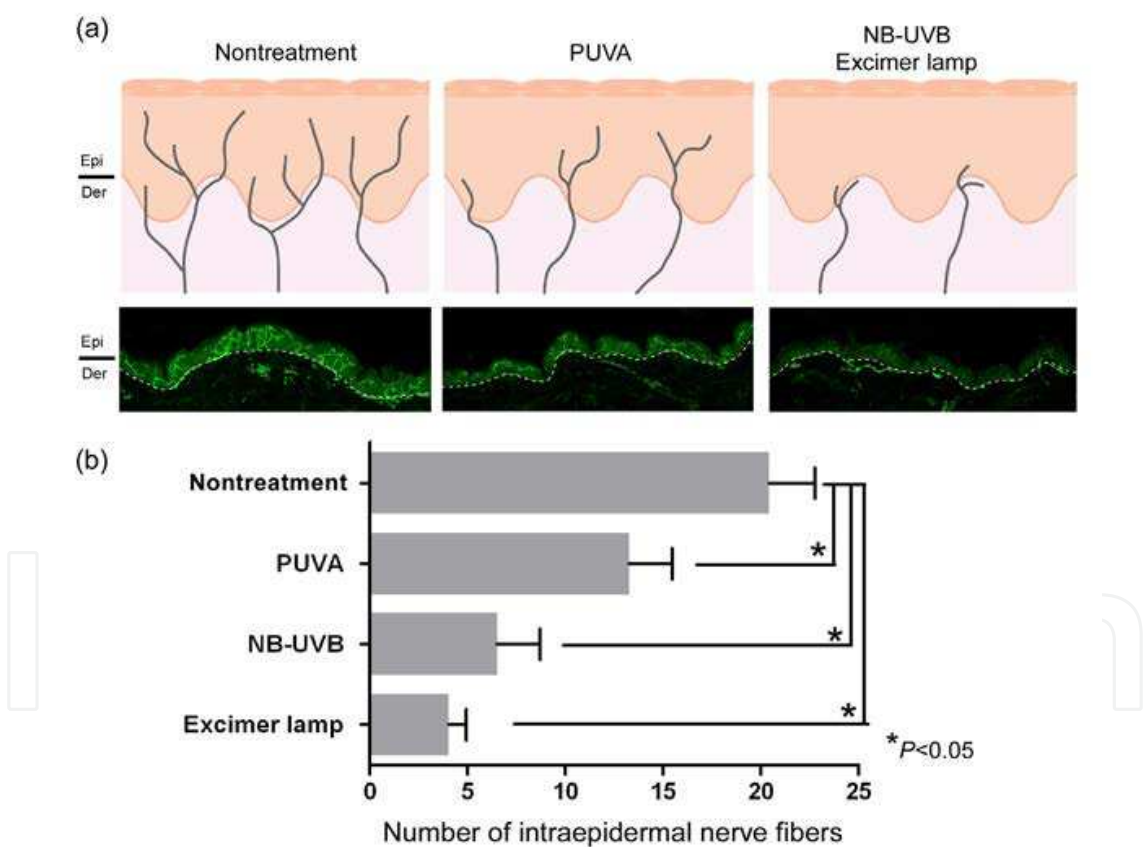 (a)
Nontreatment
PUVA
NB-UVB
Excimer lamp
Epi
Der
Epi
Der
(b)
Nontreatment
PUVA
NB-UVB
Excimer lamp
*
*
*
*P<0.05
0 5 10 15 20 25
Number of intraepidermal nerve fibers